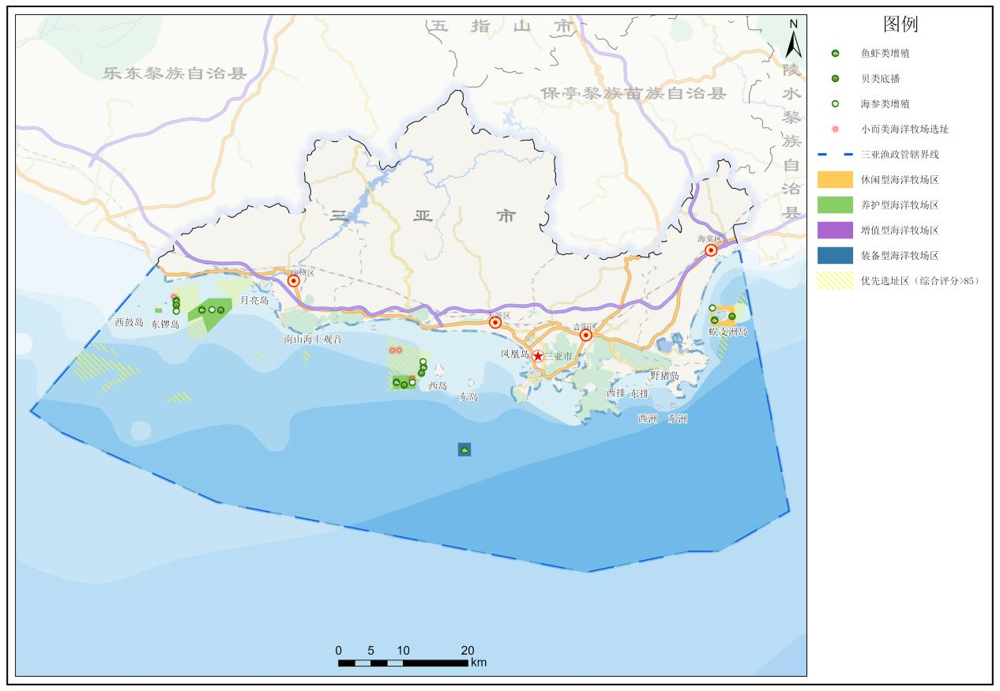 图例
鱼虾类增殖
贝类底播
海参类增殖
小而美海洋牧场选址
三亚渔政管辖界线
休闲型海洋牧场区
养护型海洋牧场区
增值型海洋牧场区
装备型海洋牧场区
优先选址区（综合评分>85）
N
五指山市
乐东黎族自治县
保亭黎族苗族自治县
陵水黎族自治县
三亚市
海棠区
崖州区
月亮岛
西鼓岛
东锣岛
天涯区
吉阳区
南山海上观音
凤凰岛
三亚市
蜈支洲岛
野猪岛
西岛
东岛
西排
东排
西洲
东洲
0 5 10 20
km